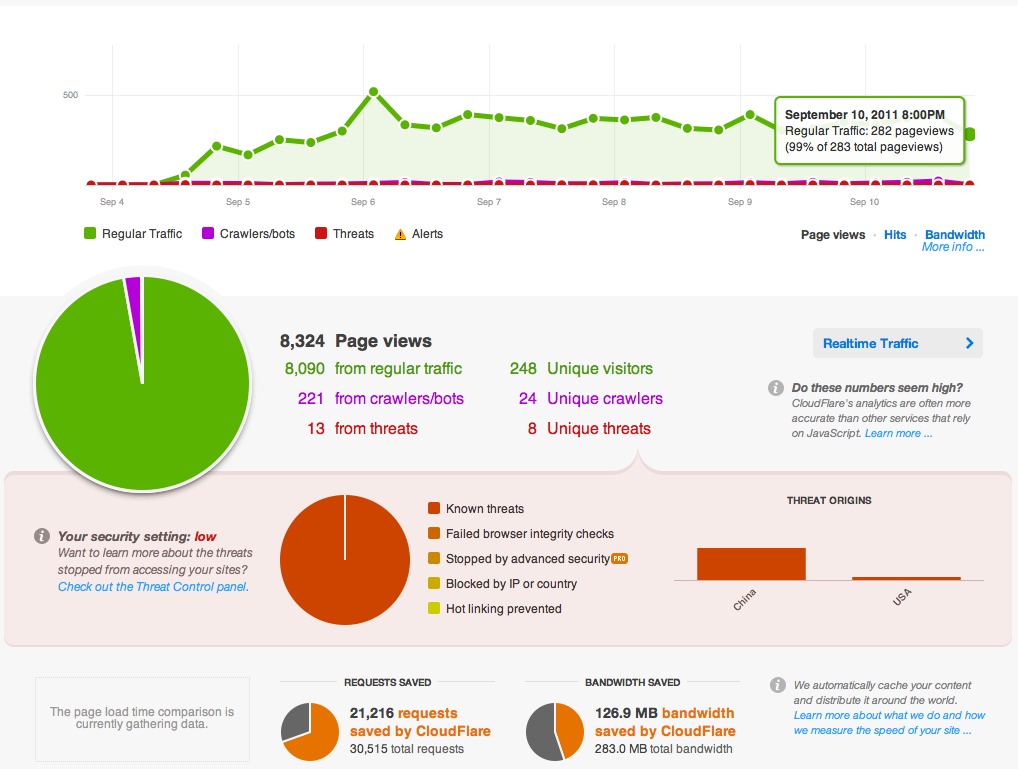 500
September 10, 2011 8:00PM
Regular Traffic: 282 pageviews
(99% of 283 total pageviews)
Sep 4 Sep 5 Sep 6 Sep 7 Sep 8 Sep 9 Sep 10
Regular Traffic Crawlers/bots Threats Alerts
Page views · Hits · Bandwidth
More info ...
8,324 Page views
8,090 from regular traffic 248 Unique visitors
221 from crawlers/bots 24 Unique crawlers
13 from threats 8 Unique threats
Realtime Traffic
Do these numbers seem high?
CloudFlare's analytics are often more
accurate than other services that rely
on JavaScript. Learn more ...
Your security setting: low
Want to learn more about the threats
stopped from accessing your sites?
Check out the Threat Control panel.
Known threats
Failed browser integrity checks
Stopped by advanced security PRO
Blocked by IP or country
Hot linking prevented
THREAT ORIGINS
China USA
The page load time comparison is
currently gathering data.
REQUESTS SAVED
21,216 requests
saved by CloudFlare
30,515 total requests
BANDWIDTH SAVED
126.9 MB bandwidth
saved by CloudFlare
283.0 MB total bandwidth
We automatically cache your content
and distribute it around the world.
Learn more about what we do and how
we measure the speed of your site ...